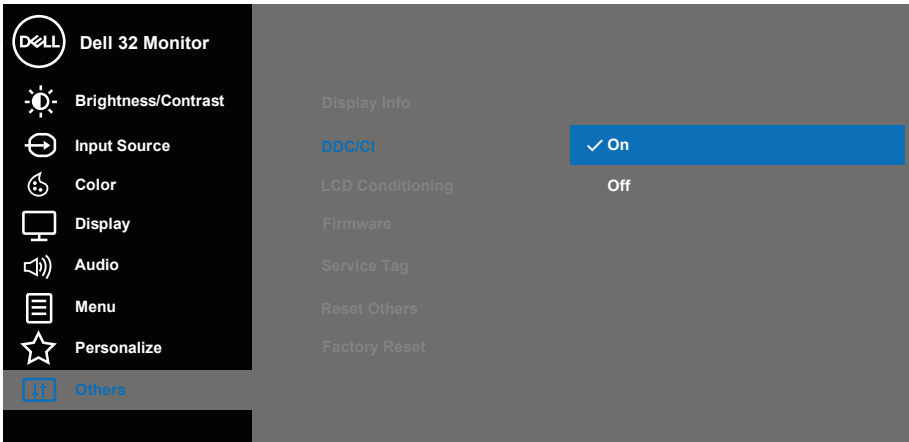 DELL
Dell 32 Monitor
Brightness/Contrast
Display Info
Input Source
DDC/CI
On
Color
LCD Conditioning
Off
Display
Firmware
Audio
Service Tag
Menu
Reset Others
Personalize
Factory Reset
Others